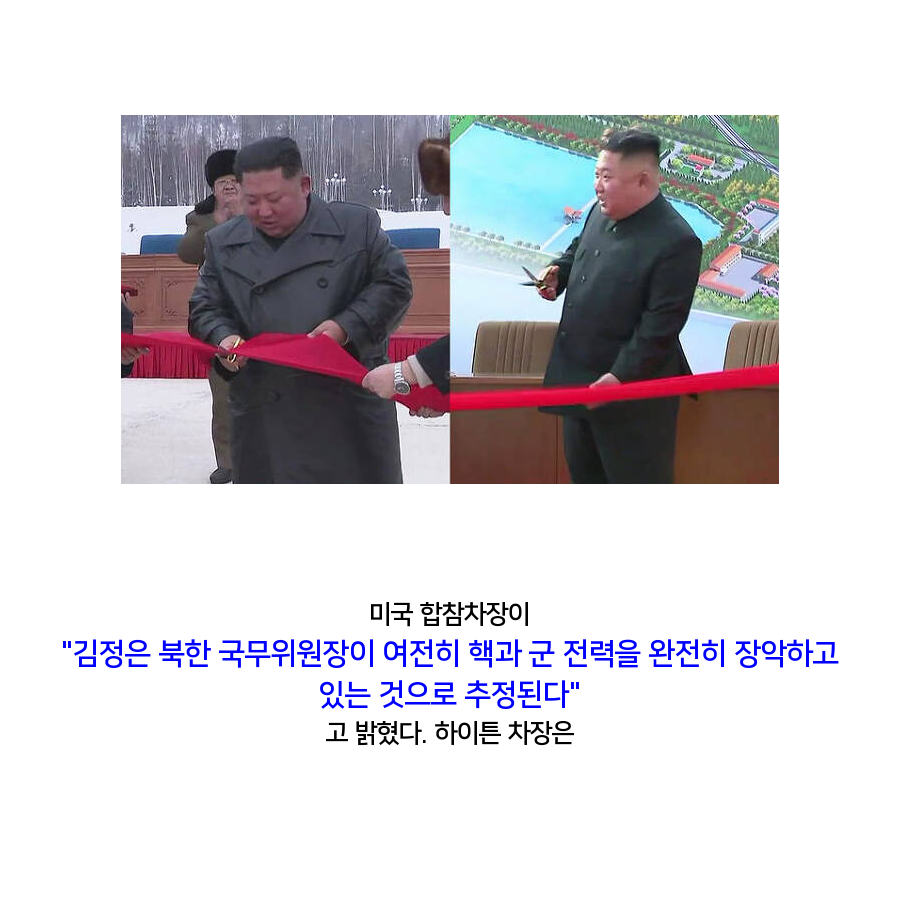 미국 합참차장이
"김정은 북한 국무위원장이 여전히 핵과 군 전력을 완전히 장악하고
있는 것으로 추정된다"
고 밝혔다. 하이튼 차장은